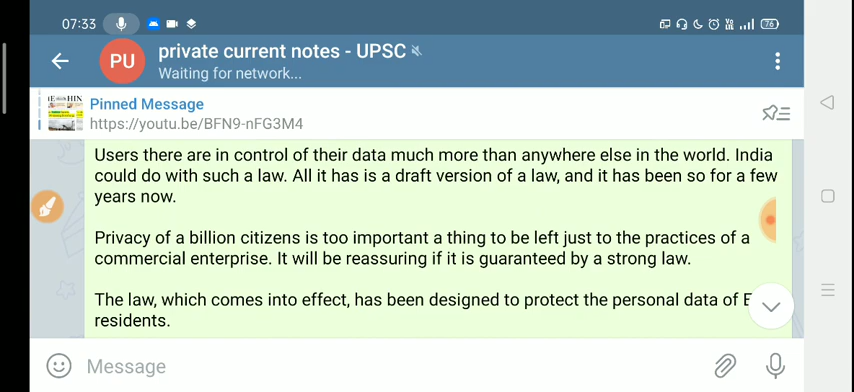 07:33
76
PU
private current notes - UPSC
Waiting for network...
Pinned Message
https://youtu.be/BFN9-nFG3M4
Users there are in control of their data much more than anywhere else in the world. India
could do with such a law. All it has is a draft version of a law, and it has been so for a few
years now.
Privacy of a billion citizens is too important a thing to be left just to the practices of a
commercial enterprise. It will be reassuring if it is guaranteed by a strong law.
The law, which comes into effect, has been designed to protect the personal data of
residents.
Message